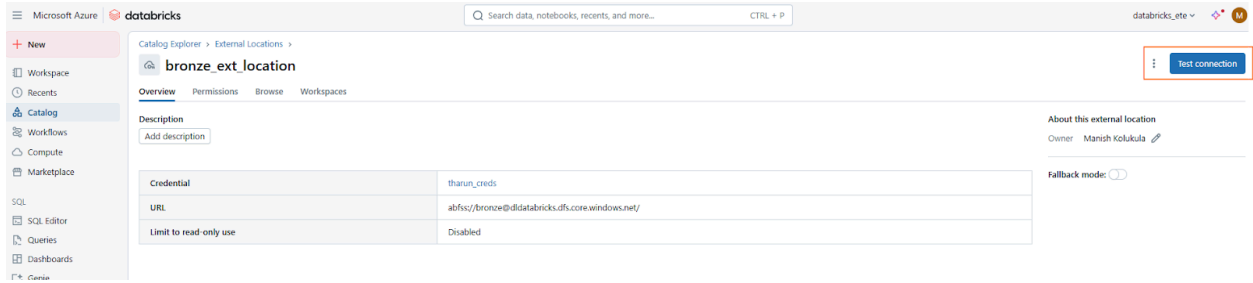 Microsoft Azure databricks Search data, notebooks, recents, and more... CTRL + P databricks_ete M
+ New
Workspace
Recents
Catalog
Workflows
Compute
Marketplace
SQL
SQL Editor
Queries
Dashboards
Genie
Catalog Explorer > External Locations >
bronze_ext_location
Test connection
Overview Permissions Browse Workspaces
Description
Add description
Credential tharun_creds
URL abfss://bronze@dldatabricks.dfs.core.windows.net/
Limit to read-only use Disabled
About this external location
Owner Manish Kolukula
Fallback mode: